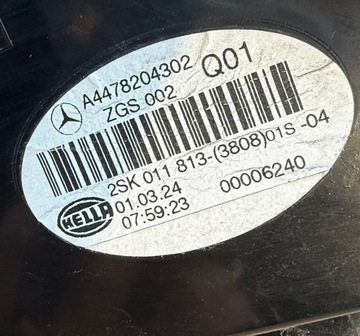 A4478204302 Q01
ZGS 002
2SK 011 813-(3808)01S -04
01.03.24 00006240
07:59:23
HELLA